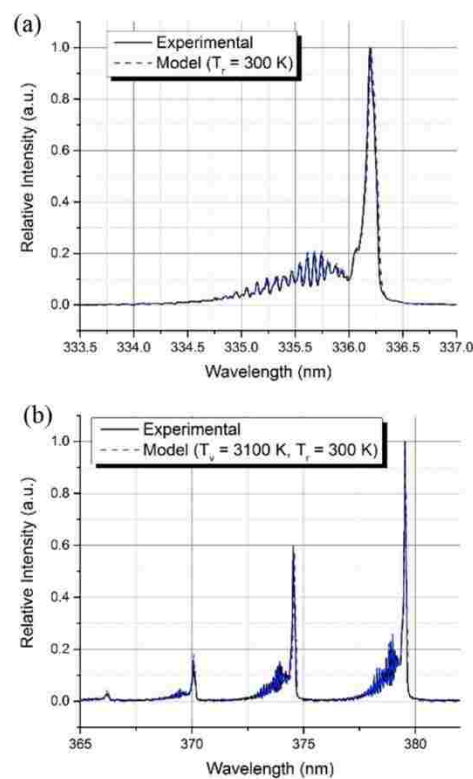 (a)
Experimental
Model (Tr = 300 K)
Relative Intensity (a.u.)
1.0
0.8
0.6
0.4
0.2
0.0
333.5 334.0 334.5 335.0 335.5 336.0 336.5 337.0
Wavelength (nm)
(b)
Experimental
Model (Tv = 3100 K, Tr = 300 K)
Relative Intensity (a.u.)
1.0
0.8
0.6
0.4
0.2
0.0
365 370 375 380
Wavelength (nm)